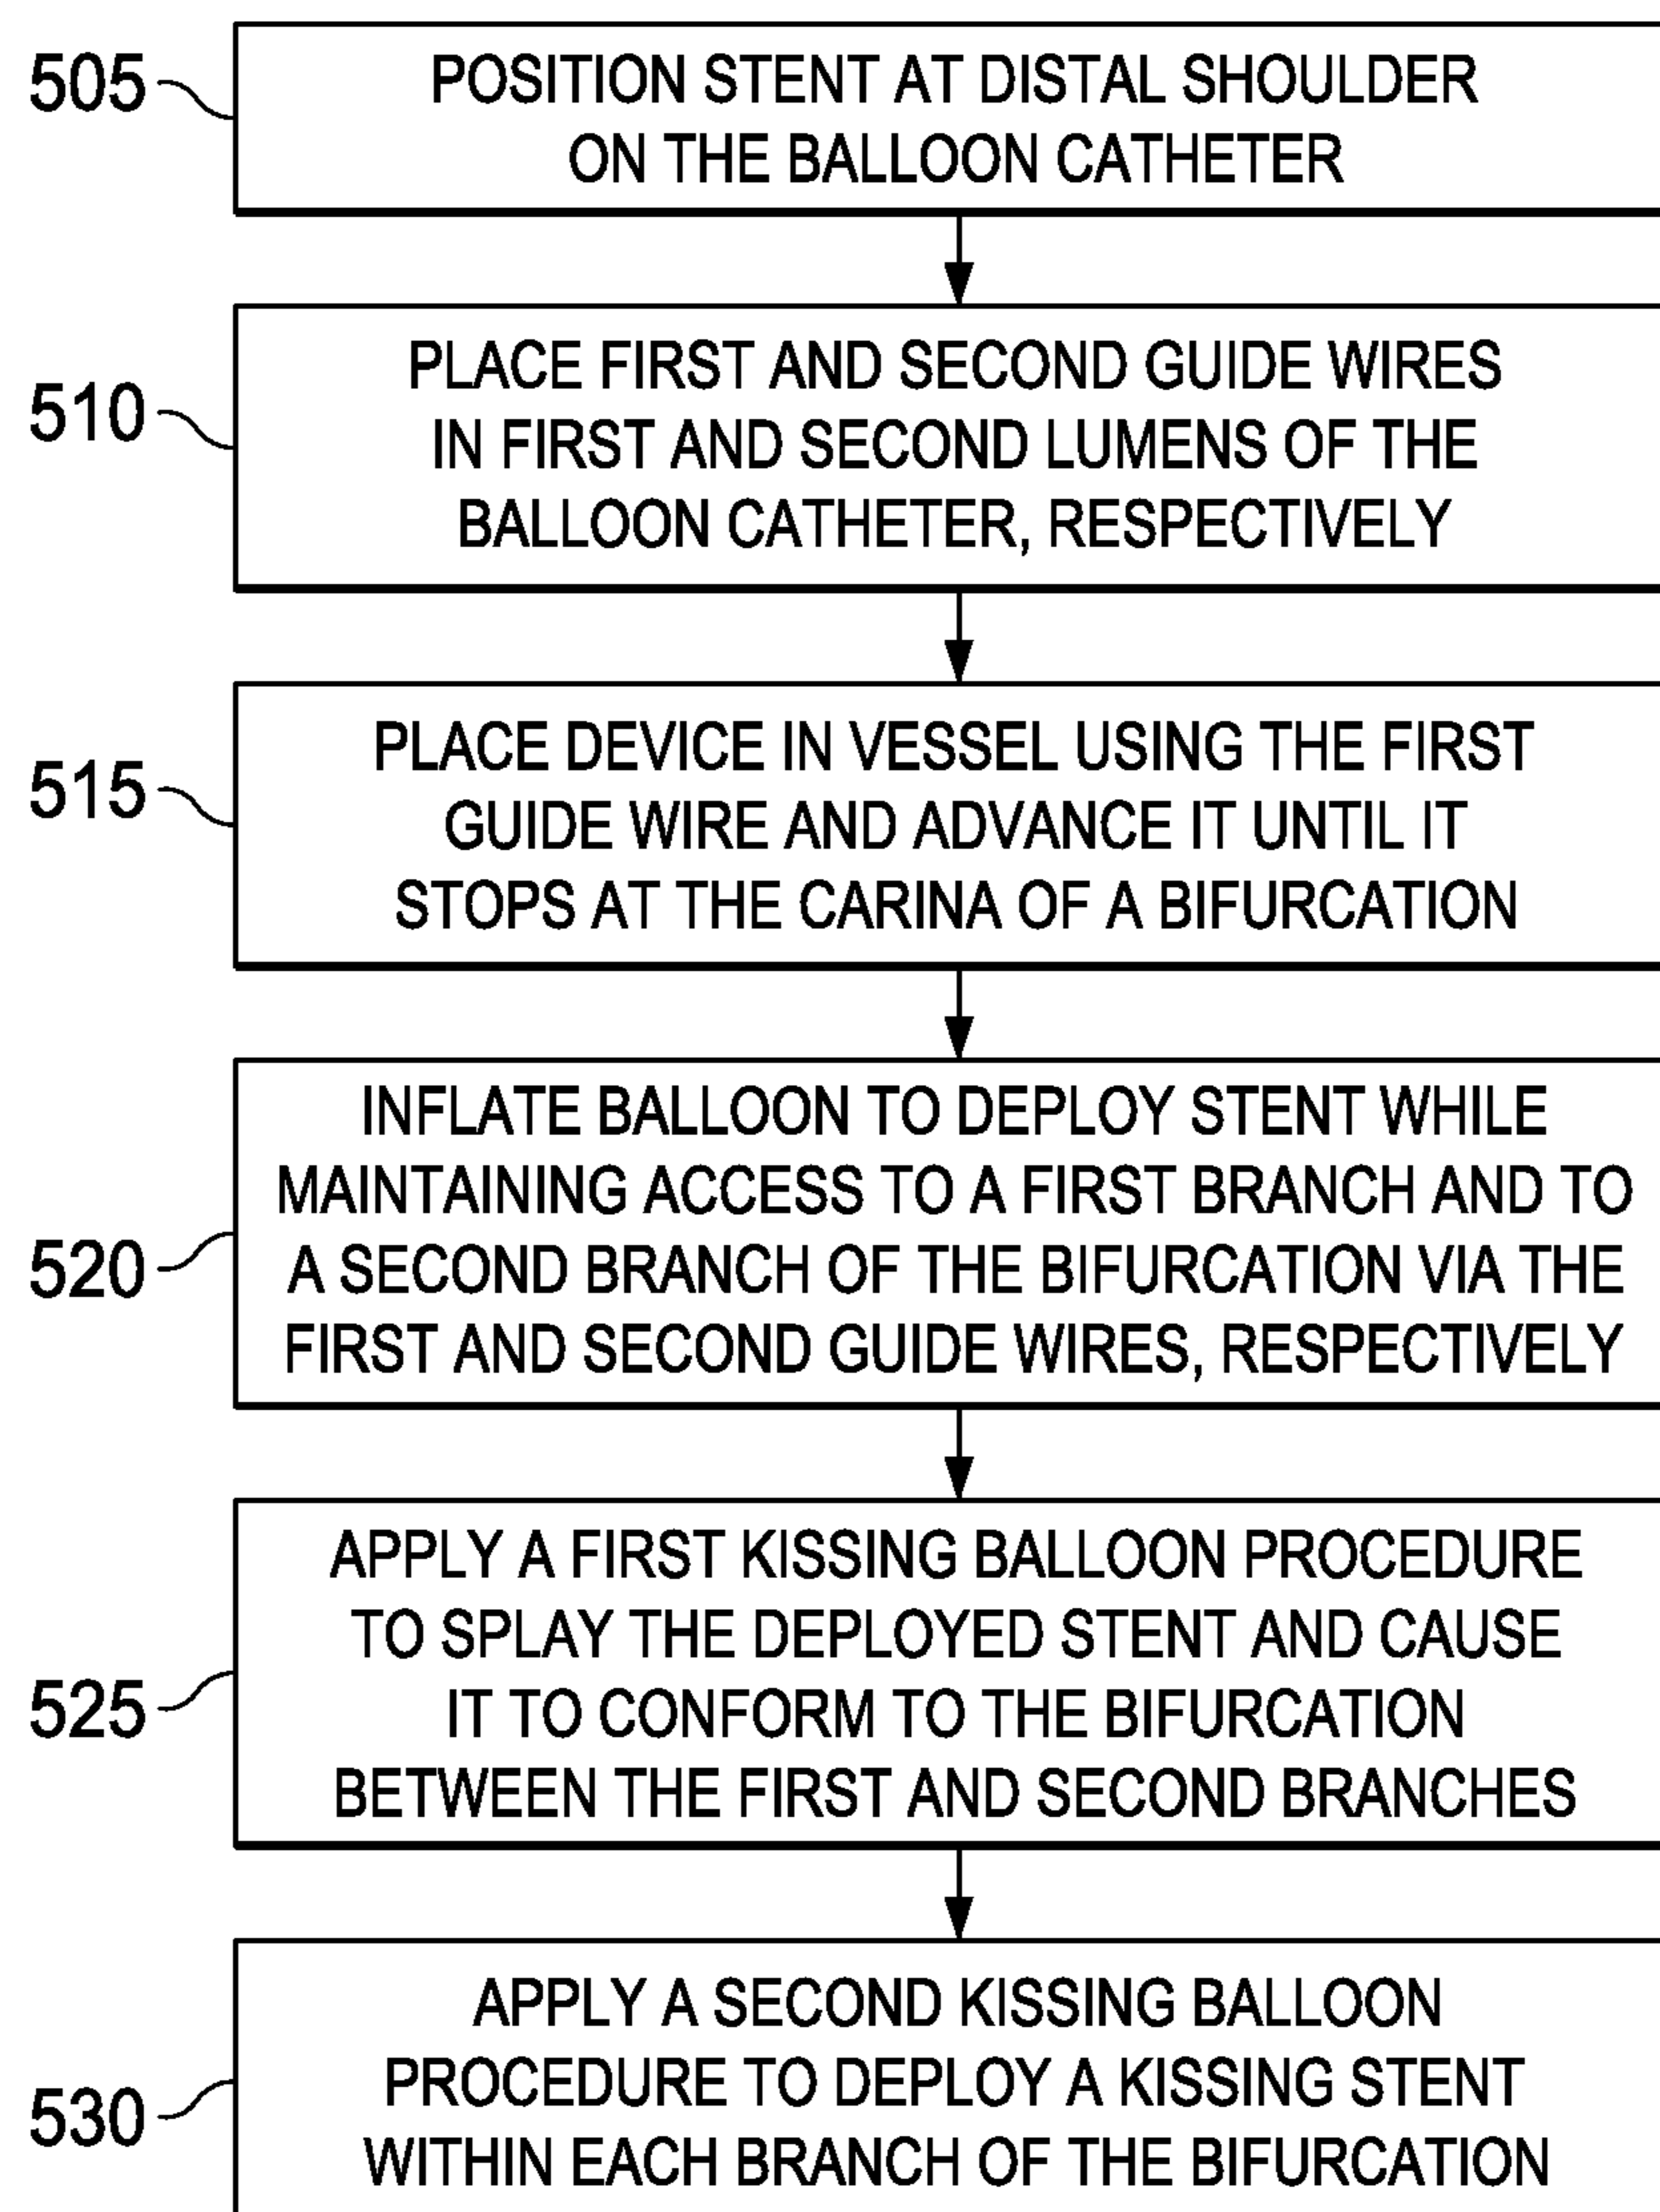 505
POSITION STENT AT DISTAL SHOULDER
ON THE BALLOON CATHETER
510
PLACE FIRST AND SECOND GUIDE WIRES
IN FIRST AND SECOND LUMENS OF THE
BALLOON CATHETER, RESPECTIVELY
515
PLACE DEVICE IN VESSEL USING THE FIRST
GUIDE WIRE AND ADVANCE IT UNTIL IT
STOPS AT THE CARINA OF A BIFURCATION
520
INFLATE BALLOON TO DEPLOY STENT WHILE
MAINTAINING ACCESS TO A FIRST BRANCH AND TO
A SECOND BRANCH OF THE BIFURCATION VIA THE
FIRST AND SECOND GUIDE WIRES, RESPECTIVELY
525
APPLY A FIRST KISSING BALLOON PROCEDURE
TO SPLAY THE DEPLOYED STENT AND CAUSE
IT TO CONFORM TO THE BIFURCATION
BETWEEN THE FIRST AND SECOND BRANCHES
530
APPLY A SECOND KISSING BALLOON
PROCEDURE TO DEPLOY A KISSING STENT
WITHIN EACH BRANCH OF THE BIFURCATION